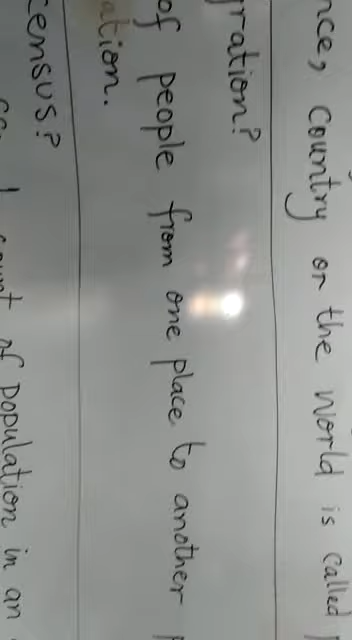 nce, country or the world is called
gration?
of people from one place to another
ation.
census?
count of population in an